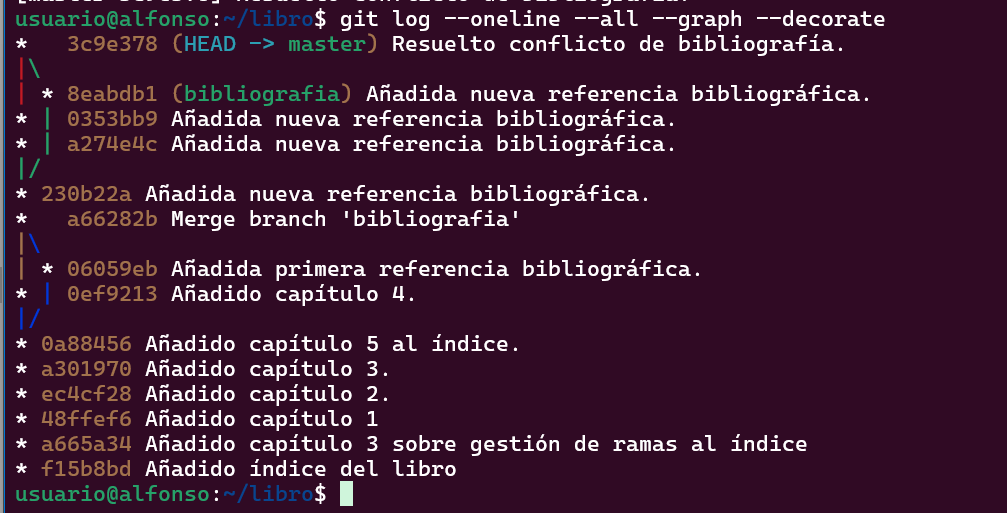 usuario@alfonso:~/libro$ git log --oneline --all --graph --decorate
*   3c9e378 (HEAD -> master) Resuelto conflicto de bibliografía.
|\
| * 8eabdb1 (bibliografia) Añadida nueva referencia bibliográfica.
* | 0353bb9 Añadida nueva referencia bibliográfica.
* | a274e4c Añadida nueva referencia bibliográfica.
|/
* 230b22a Añadida nueva referencia bibliográfica.
*   a66282b Merge branch 'bibliografia'
|\
| * 06059eb Añadida primera referencia bibliográfica.
* | 0ef9213 Añadido capítulo 4.
|/
* 0a88456 Añadido capítulo 5 al índice.
* a301970 Añadido capítulo 3.
* ec4cf28 Añadido capítulo 2.
* 48ffef6 Añadido capítulo 1
* a665a34 Añadido capítulo 3 sobre gestión de ramas al índice
* f15b8bd Añadido índice del libro
usuario@alfonso:~/libro$